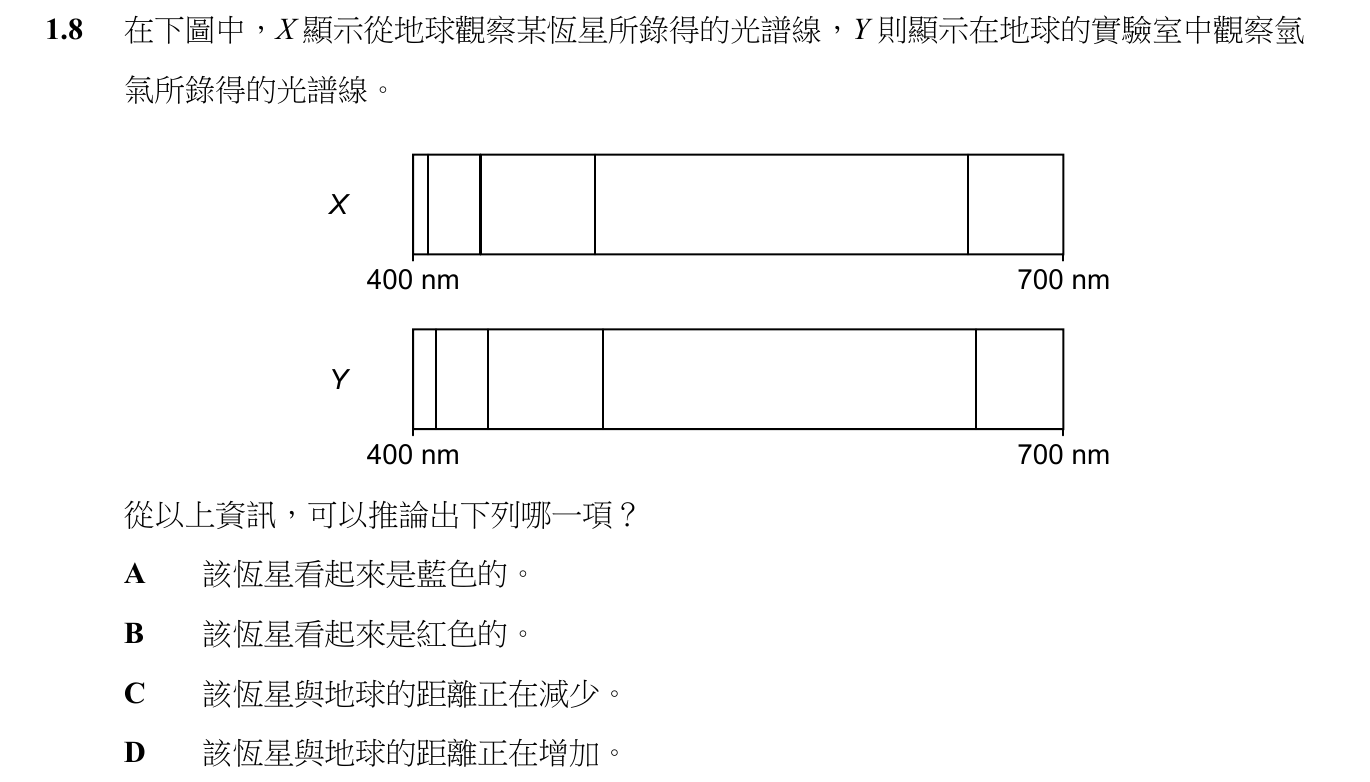 1.8 在下圖中，X 顯示從地球觀察某恆星所錄得的光譜線，Y 則顯示在地球的實驗室中觀察氫
氣所錄得的光譜線。
X
400 nm 700 nm
Y
400 nm 700 nm
從以上資訊，可以推論出下列哪一項？
A 該恆星看起來是藍色的。
B 該恆星看起來是紅色的。
C 該恆星與地球的距離正在減少。
D 該恆星與地球的距離正在增加。